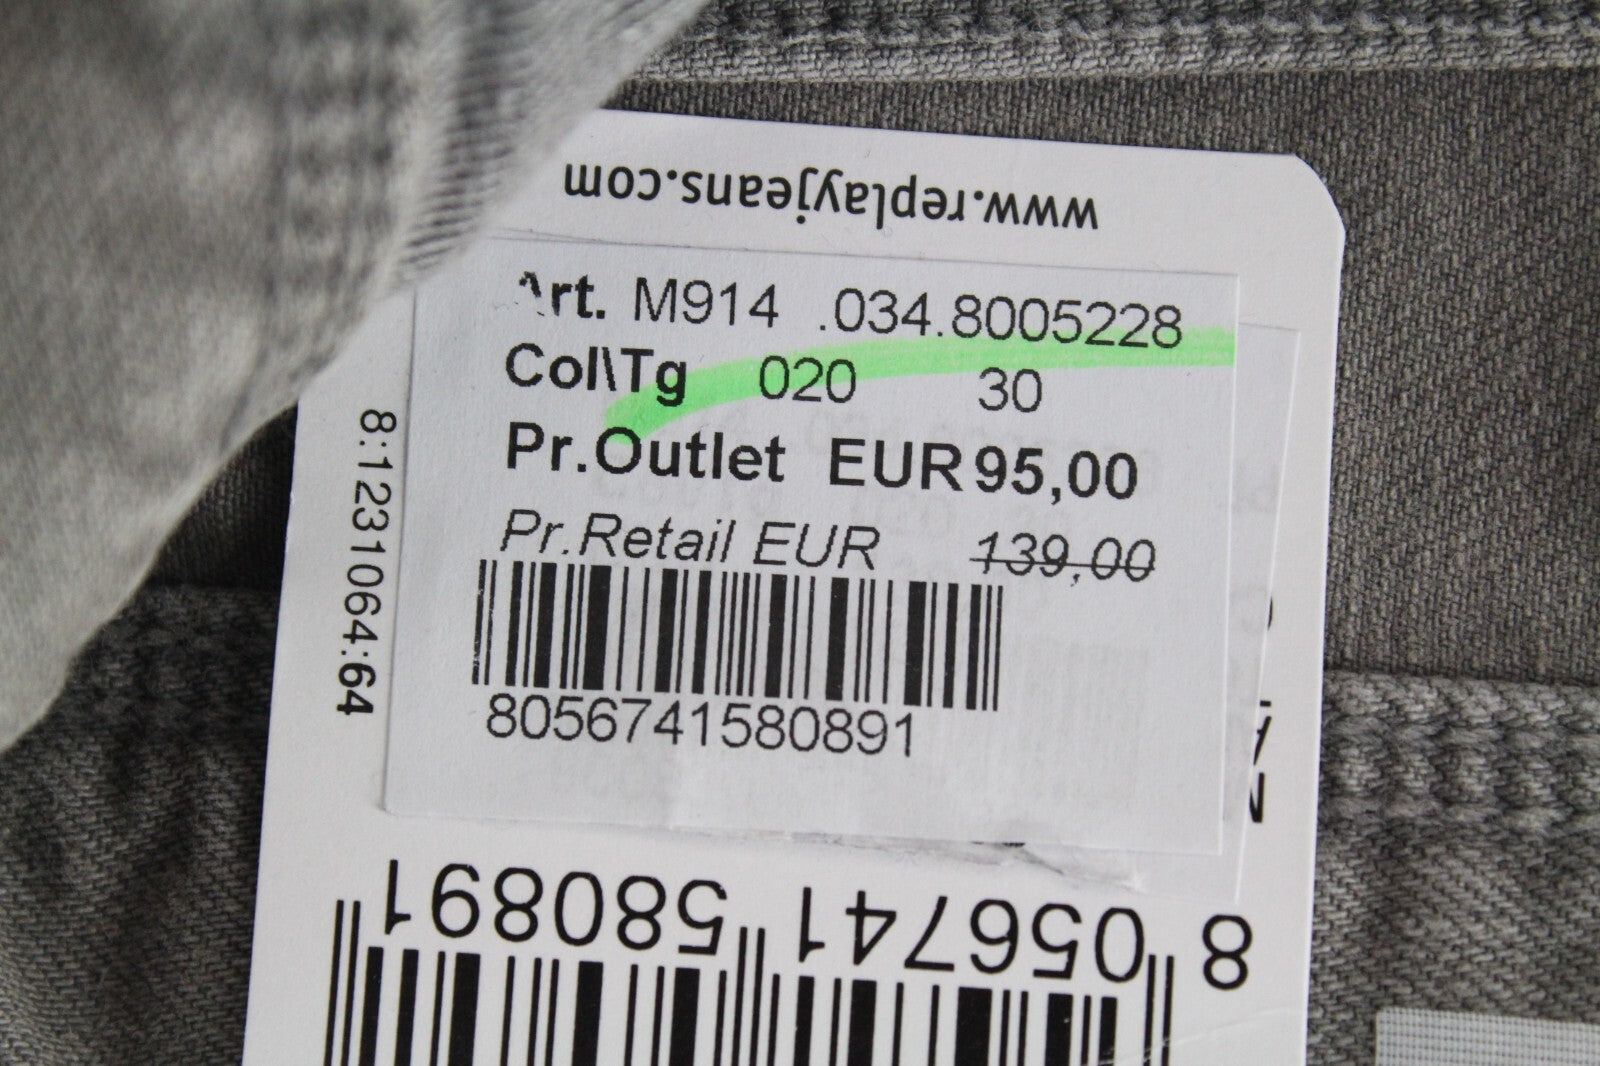 www.replayjeans.com
Art. M914 .034.8005228
Col\Tg 020 30
Pr.Outlet EUR 95,00
Pr.Retail EUR 139,00
8056741580891
8:1231064:64
8 056741 580891